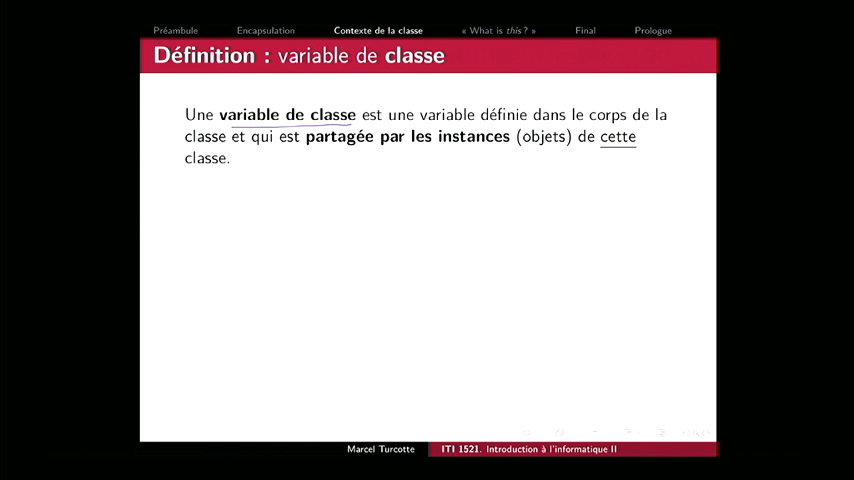 Préambule Encapsulation Contexte de la classe « What is this ? » Final Prologue
Définition : variable de classe
Une variable de classe est une variable définie dans le corps de la
classe et qui est partagée par les instances (objets) de cette
classe.
Marcel Turcotte ITI 1521. Introduction à l'informatique II